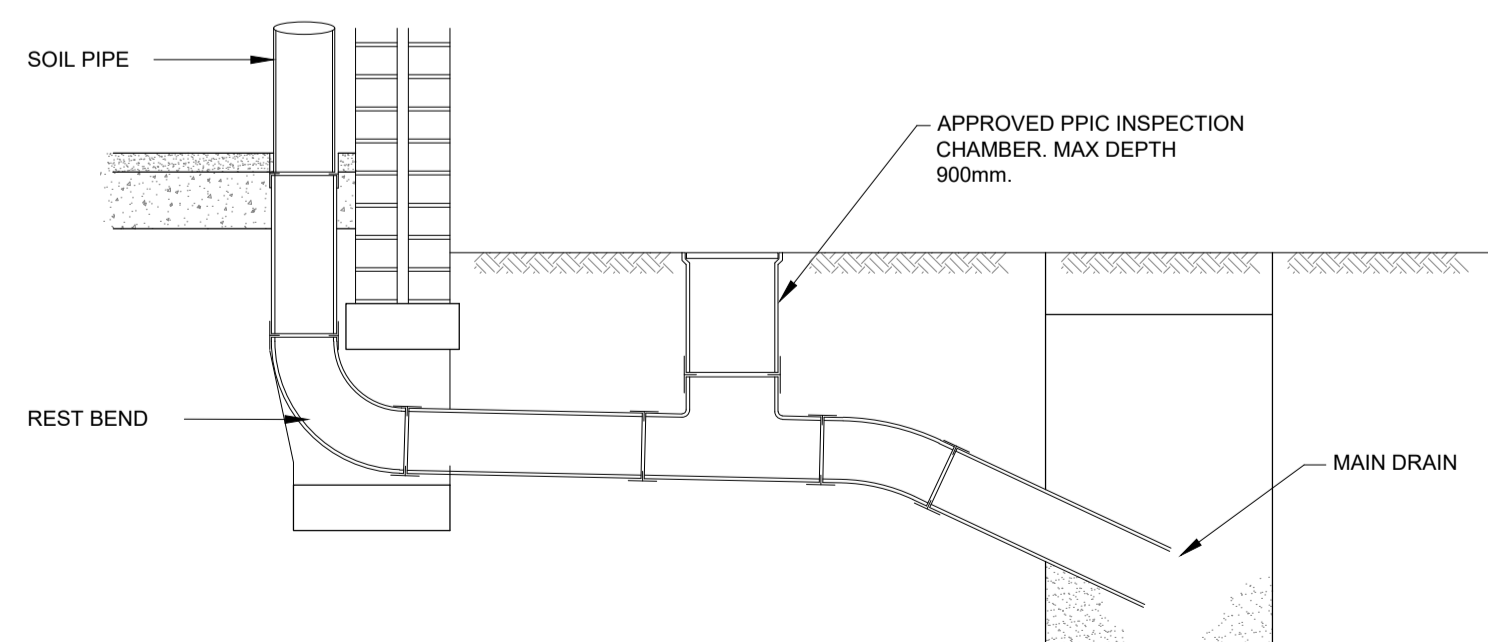 SOIL PIPE
APPROVED PPIC INSPECTION
CHAMBER. MAX DEPTH
900mm.
REST BEND
MAIN DRAIN